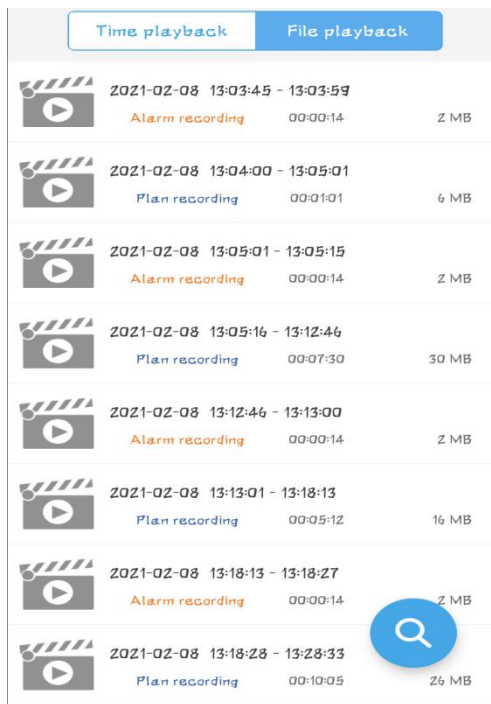 Time playback File playback
2021-02-08 13:03:45 - 13:03:59
Alarm recording 00:00:14 2 MB
2021-02-08 13:04:00 - 13:05:01
Plan recording 00:01:01 6 MB
2021-02-08 13:05:01 - 13:05:15
Alarm recording 00:00:14 2 MB
2021-02-08 13:05:16 - 13:12:46
Plan recording 00:07:30 30 MB
2021-02-08 13:12:46 - 13:13:00
Alarm recording 00:00:14 2 MB
2021-02-08 13:13:01 - 13:18:13
Plan recording 00:05:12 16 MB
2021-02-08 13:18:13 - 13:18:27
Alarm recording 00:00:14 2 MB
2021-02-08 13:18:28 - 13:28:33
Plan recording 00:10:05 26 MB